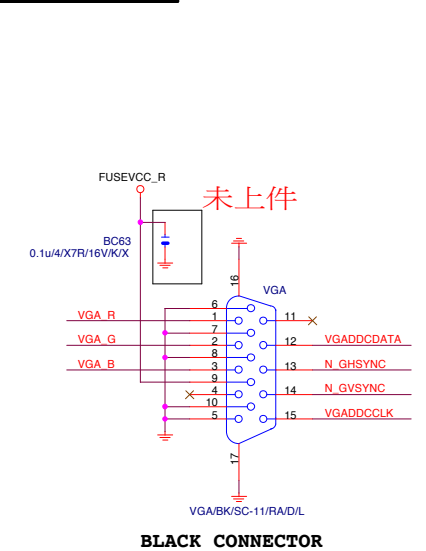 FUSEVCC_R
未上件
BC63
0.1u/4/X7R/16V/K/X
16
VGA
6
VGA_R 1 11
7
VGA_G 2 12 VGADDCDATA
8
VGA_B 3 13 N_GHSYNC
9
4 14 N_GVSYNC
10
5 15 VGADDCCLK
17
VGA/BK/SC-11/RA/D/L
BLACK CONNECTOR